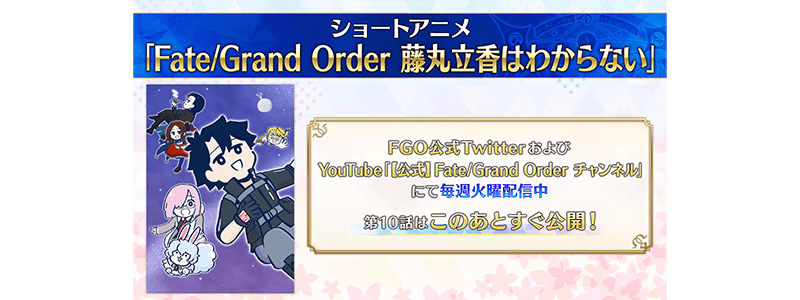 ショートアニメ
「Fate/Grand Order 藤丸立香はわからない」
FGO公式Twitterおよび
YouTube「【公式】Fate/Grand Order チャンネル」
にて毎週火曜配信中
第10話はこのあとすぐ公開！